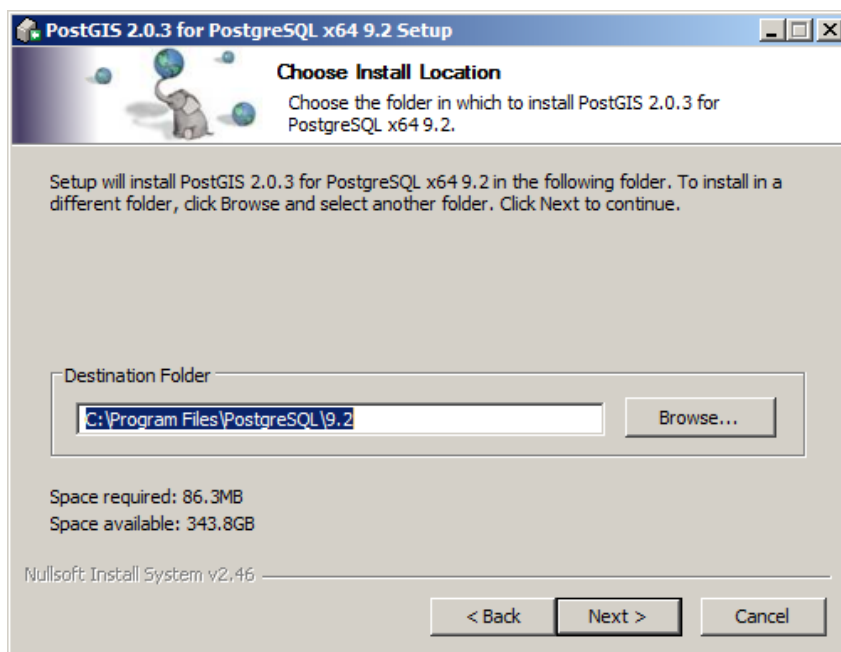 PostGIS 2.0.3 for PostgreSQL x64 9.2 Setup
Choose Install Location
Choose the folder in which to install PostGIS 2.0.3 for
PostgreSQL x64 9.2.
Setup will install PostGIS 2.0.3 for PostgreSQL x64 9.2 in the following folder. To install in a
different folder, click Browse and select another folder. Click Next to continue.
Destination Folder
C:\Program Files\PostgreSQL\9.2
Browse...
Space required: 86.3MB
Space available: 343.8GB
Nullsoft Install System v2.46
< Back
Next >
Cancel